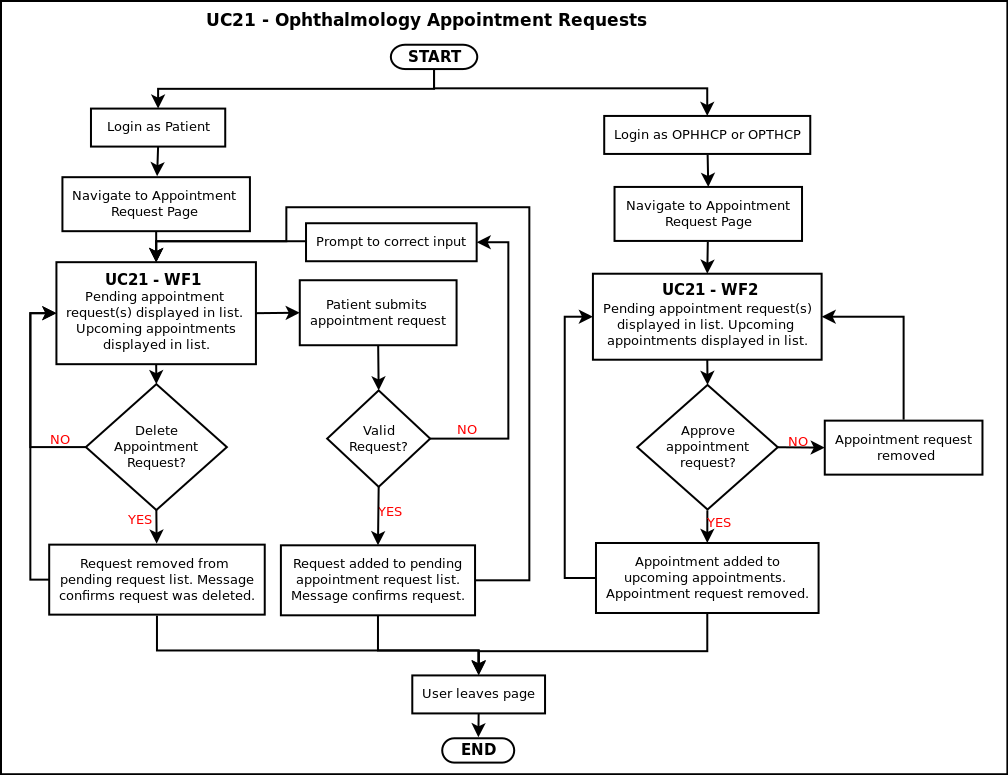 UC21 - Ophthalmology Appointment Requests
START
Login as Patient
Login as OPHHCP or OPTHCP
Navigate to Appointment
Request Page
Navigate to Appointment
Request Page
Prompt to correct input
UC21 - WF1
Pending appointment
request(s) displayed in list.
Upcoming appointments
displayed in list.
Patient submits
appointment request
UC21 - WF2
Pending appointment request(s)
displayed in list. Upcoming
appointments displayed in list.
Delete
Appointment
Request?
NO
Valid
Request?
NO
Approve
appointment
request?
NO
Appointment request
removed
YES
YES
YES
Request removed from
pending request list. Message
confirms request was deleted.
Request added to pending
appointment request list.
Message confirms request.
Appointment added to
upcoming appointments.
Appointment request removed.
User leaves page
END